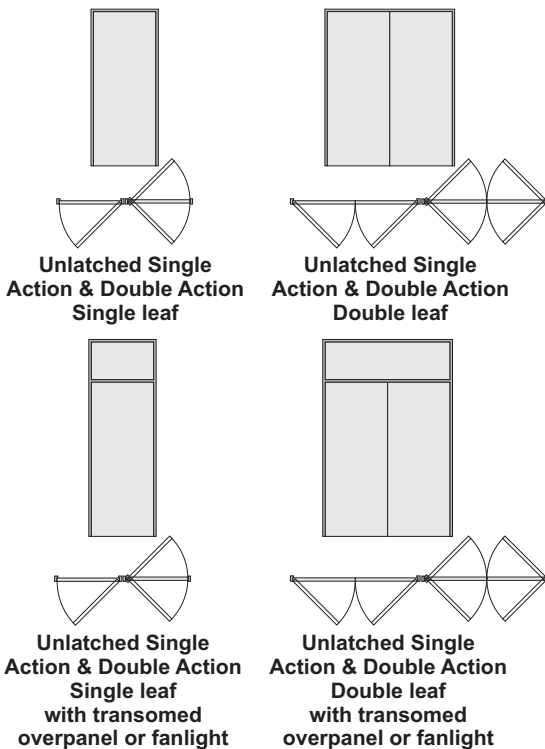 Unlatched Single
Action & Double Action
Single leaf
Unlatched Single
Action & Double Action
Double leaf
Unlatched Single
Action & Double Action
Single leaf
with transomed
overpanel or fanlight
Unlatched Single
Action & Double Action
Double leaf
with transomed
overpanel or fanlight